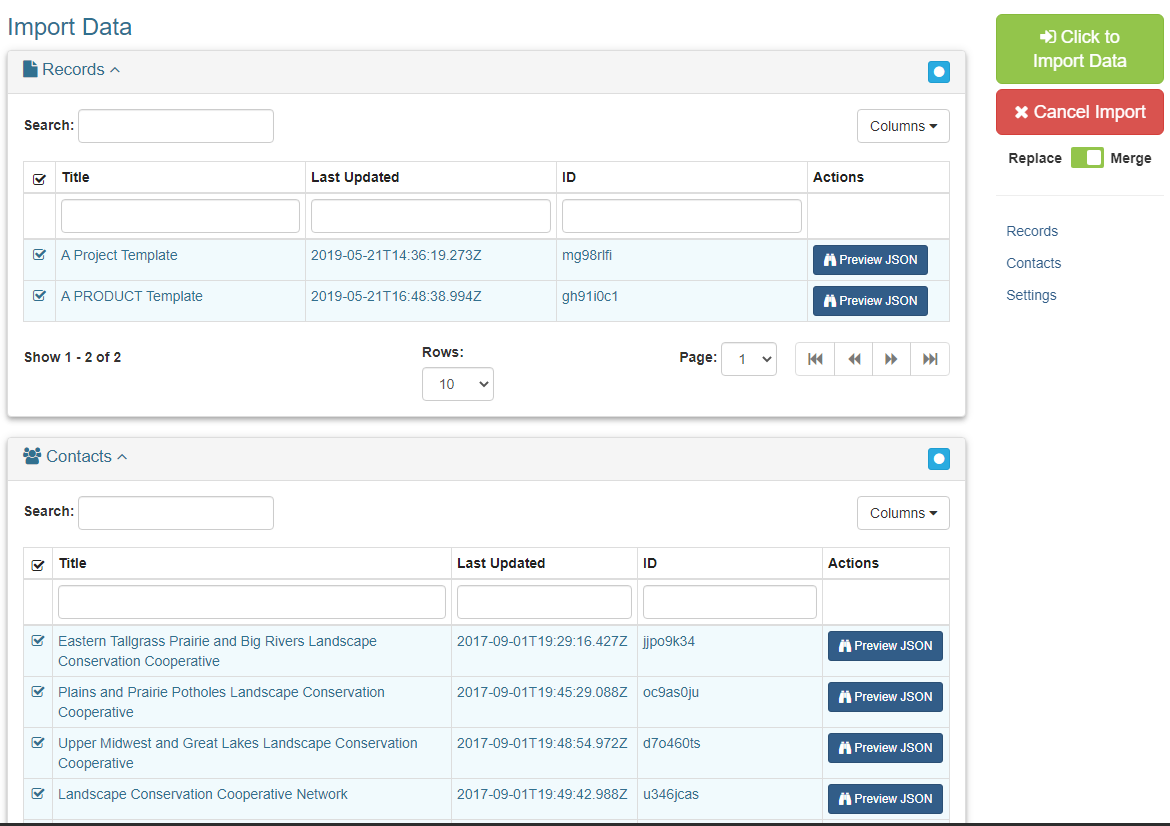 Import Data
Records
Search:
Columns
Title Last Updated ID Actions
A Project Template 2019-05-21T14:36:19.273Z mg98rlfi Preview JSON
A PRODUCT Template 2019-05-21T16:48:38.994Z gh91i0c1 Preview JSON
Show 1 - 2 of 2
Rows:
10
Page: 1
Contacts
Search:
Columns
Title Last Updated ID Actions
Eastern Tallgrass Prairie and Big Rivers Landscape
Conservation Cooperative
2017-09-01T19:29:16.427Z jjpo9k34 Preview JSON
Plains and Prairie Potholes Landscape Conservation
Cooperative
2017-09-01T19:45:29.088Z oc9as0ju Preview JSON
Upper Midwest and Great Lakes Landscape Conservation
Cooperative
2017-09-01T19:48:54.972Z d7o460ts Preview JSON
Landscape Conservation Cooperative Network 2017-09-01T19:49:42.988Z u346jcas Preview JSON
Click to
Import Data
Cancel Import
Replace Merge
Records
Contacts
Settings